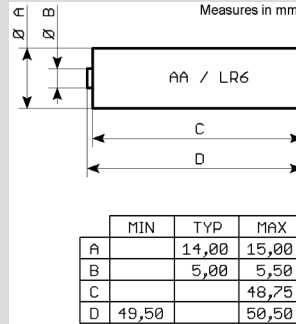 Measures in mm
Ø A
Ø B
AA / LR6
C
D
MIN TYP MAX
A 14,00 15,00
B 5,00 5,50
C 48,75
D 49,50 50,50